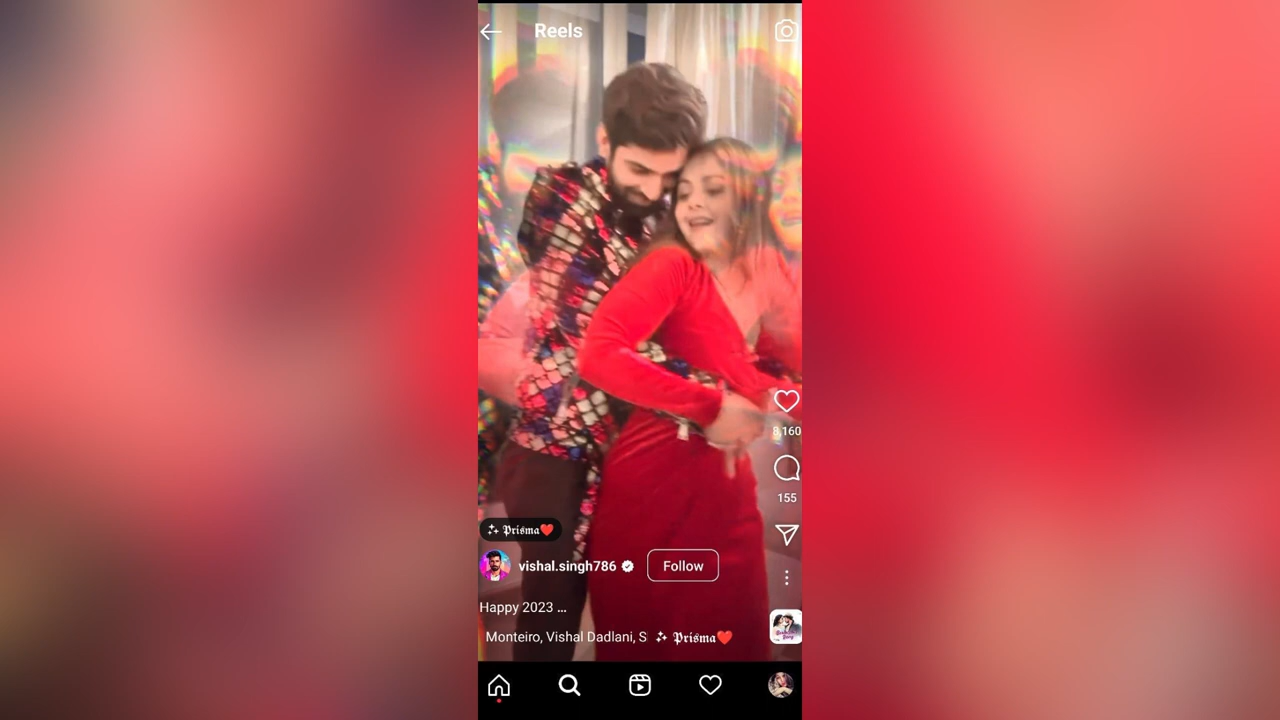 Reels
8,160
155
𝕻𝖗𝖎𝖘𝖒𝖆❤️
vishal.singh786
Follow
Happy 2023 ...
Monteiro, Vishal Dadlani, S 𝕻𝖗𝖎𝖘𝖒𝖆❤️